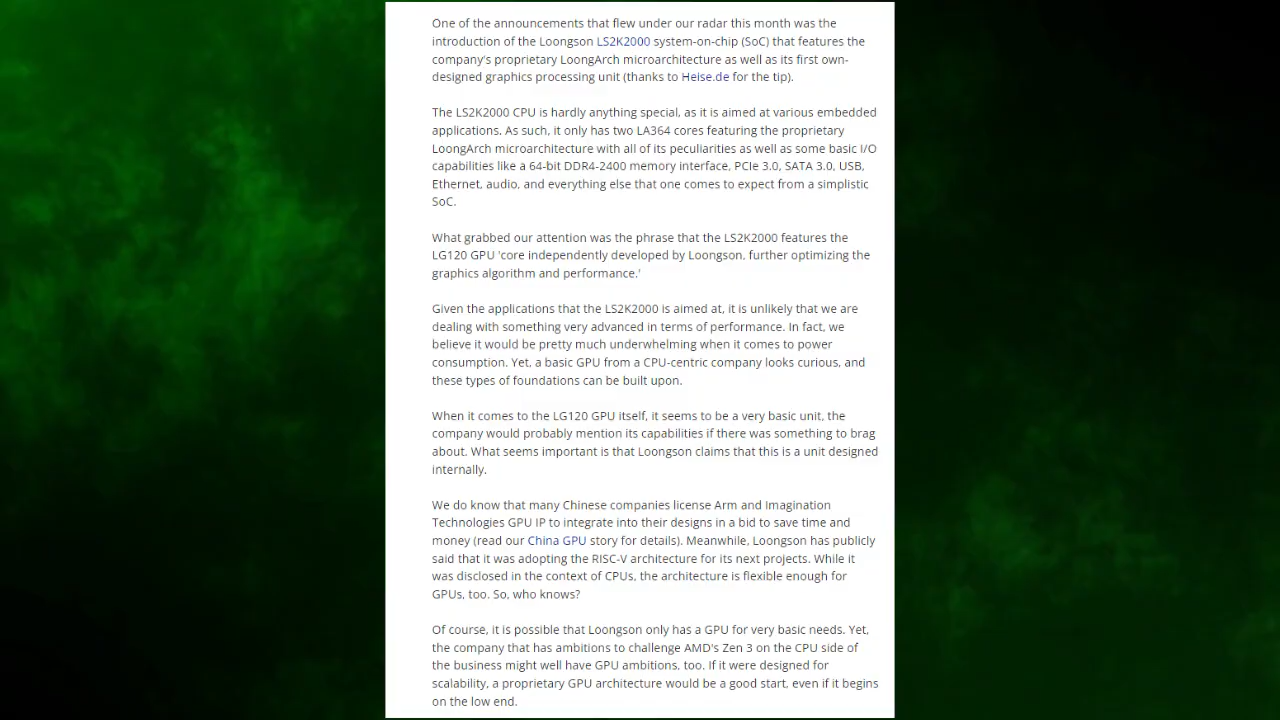 One of the announcements that flew under our radar this month was the
introduction of the Loongson LS2K2000 system-on-chip (SoC) that features the
company's proprietary LoongArch microarchitecture as well as its first own-
designed graphics processing unit (thanks to Heise.de for the tip).
The LS2K2000 CPU is hardly anything special, as it is aimed at various embedded
applications. As such, it only has two LA364 cores featuring the proprietary
LoongArch microarchitecture with all of its peculiarities as well as some basic I/O
capabilities like a 64-bit DDR4-2400 memory interface, PCIe 3.0, SATA 3.0, USB,
Ethernet, audio, and everything else that one comes to expect from a simplistic
SoC.
What grabbed our attention was the phrase that the LS2K2000 features the
LG120 GPU 'core independently developed by Loongson, further optimizing the
graphics algorithm and performance.'
Given the applications that the LS2K2000 is aimed at, it is unlikely that we are
dealing with something very advanced in terms of performance. In fact, we
believe it would be pretty much underwhelming when it comes to power
consumption. Yet, a basic GPU from a CPU-centric company looks curious, and
these types of foundations can be built upon.
When it comes to the LG120 GPU itself, it seems to be a very basic unit, the
company would probably mention its capabilities if there was something to brag
about. What seems important is that Loongson claims that this is a unit designed
internally.
We do know that many Chinese companies license Arm and Imagination
Technologies GPU IP to integrate into their designs in a bid to save time and
money (read our China GPU story for details). Meanwhile, Loongson has publicly
said that it was adopting the RISC-V architecture for its next projects. While it
was disclosed in the context of CPUs, the architecture is flexible enough for
GPUs, too. So, who knows?
Of course, it is possible that Loongson only has a GPU for very basic needs. Yet,
the company that has ambitions to challenge AMD's Zen 3 on the CPU side of
the business might well have GPU ambitions, too. If it were designed for
scalability, a proprietary GPU architecture would be a good start, even if it begins
on the low end.